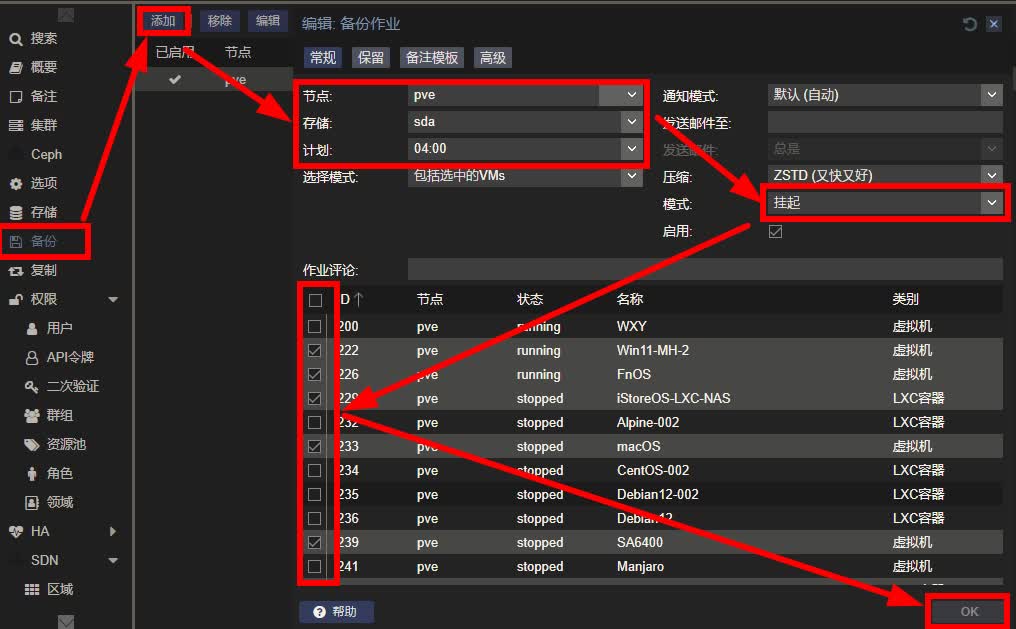 搜索
概要
备注
集群
Ceph
选项
存储
备份
复制
权限
用户
API令牌
二次验证
群组
资源池
角色
领域
HA
SDN
区域
添加 移除 编辑
已启用 节点
pve
编辑: 备份作业
常规 保留 备注模板 高级
节点: pve
存储: sda
计划: 04:00
选择模式: 包括选中的VMs
通知模式: 默认 (自动)
发送邮件至:
发送邮件: 总是
压缩: ZSTD (又快又好)
模式: 挂起
启用:
作业评论:
ID 节点 状态 名称 类别
200 pve running WXY 虚拟机
222 pve running Win11-MH-2 虚拟机
226 pve running FnOS 虚拟机
229 pve stopped iStoreOS-LXC-NAS LXC容器
232 pve stopped Alpine-002 LXC容器
233 pve stopped macOS 虚拟机
234 pve stopped CentOS-002 LXC容器
235 pve stopped Debian12-002 LXC容器
236 pve stopped Debian12 LXC容器
239 pve stopped SA6400 虚拟机
241 pve stopped Manjaro 虚拟机
帮助
OK